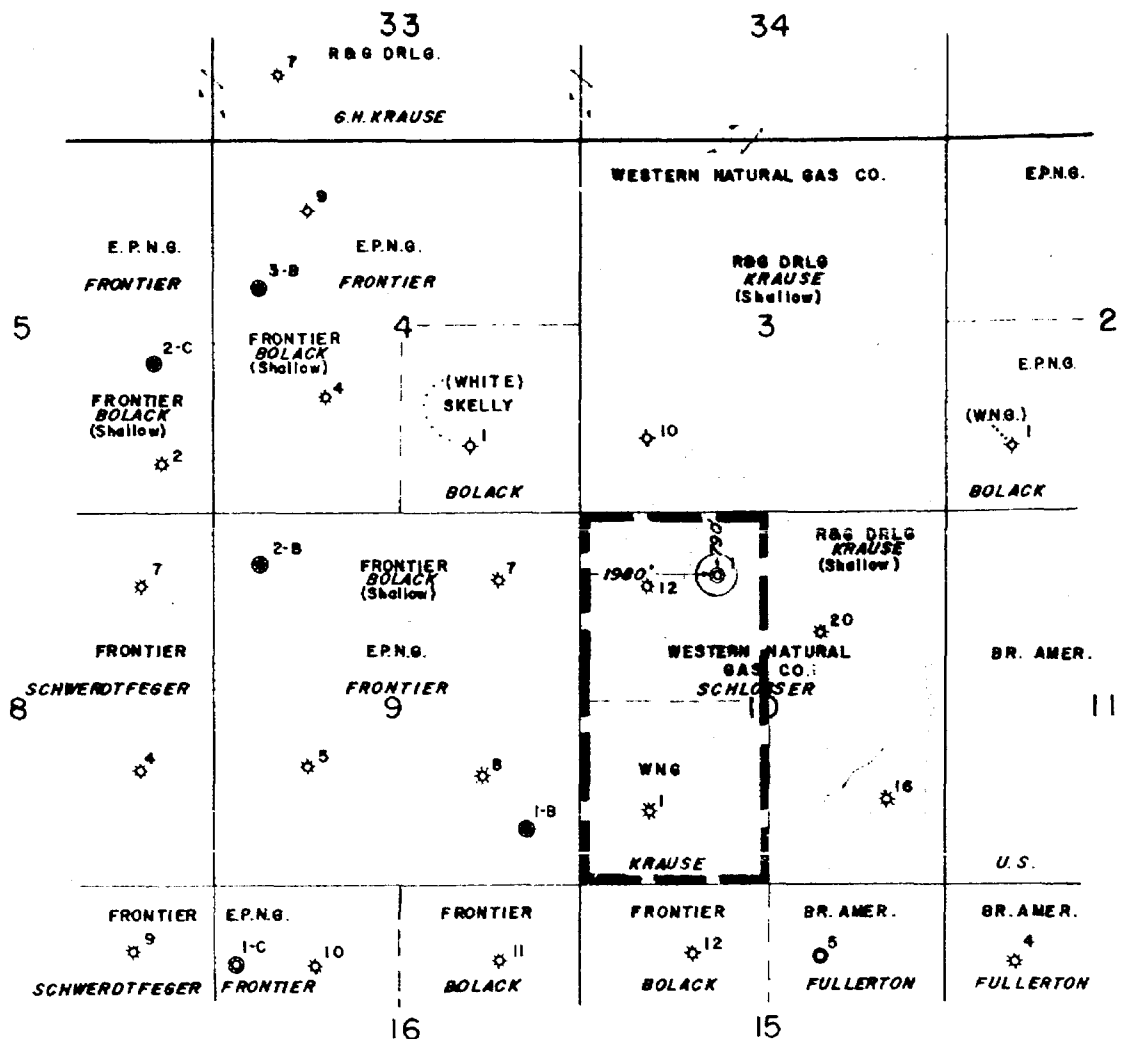 33
34
R&G DRLG.
7
G.H. KRAUSE
WESTERN NATURAL GAS CO.
E.P.N.G.
9
E.P.N.G.
FRONTIER
3-B
E.P.N.G.
FRONTIER
R&G DRLG
KRAUSE
(Shallow)
5
4
3
2
2-C
FRONTIER
BOLACK
(Shallow)
4
(WHITE)
SKELLY
E.P.N.G.
FRONTIER
BOLACK
(Shallow)
2
1
BOLACK
10
(W.N.G.)
1
BOLACK
2-B
7
FRONTIER
BOLACK
(Shallow)
7
1980'
12
790'
R&G DRLG
KRAUSE
(Shallow)
20
FRONTIER
SCHWERDTFEGER
E.P.N.G.
FRONTIER
WESTERN NATURAL
GAS CO.
SCHLOSSER
BR. AMER.
8
9
10
11
4
5
8
1-B
WNG
1
16
KRAUSE
U.S.
FRONTIER
9
SCHWERDTFEGER
E.P.N.G.
1-C
10
FRONTIER
FRONTIER
11
BOLACK
FRONTIER
12
BOLACK
BR. AMER.
5
FULLERTON
BR. AMER.
4
FULLERTON
16
15